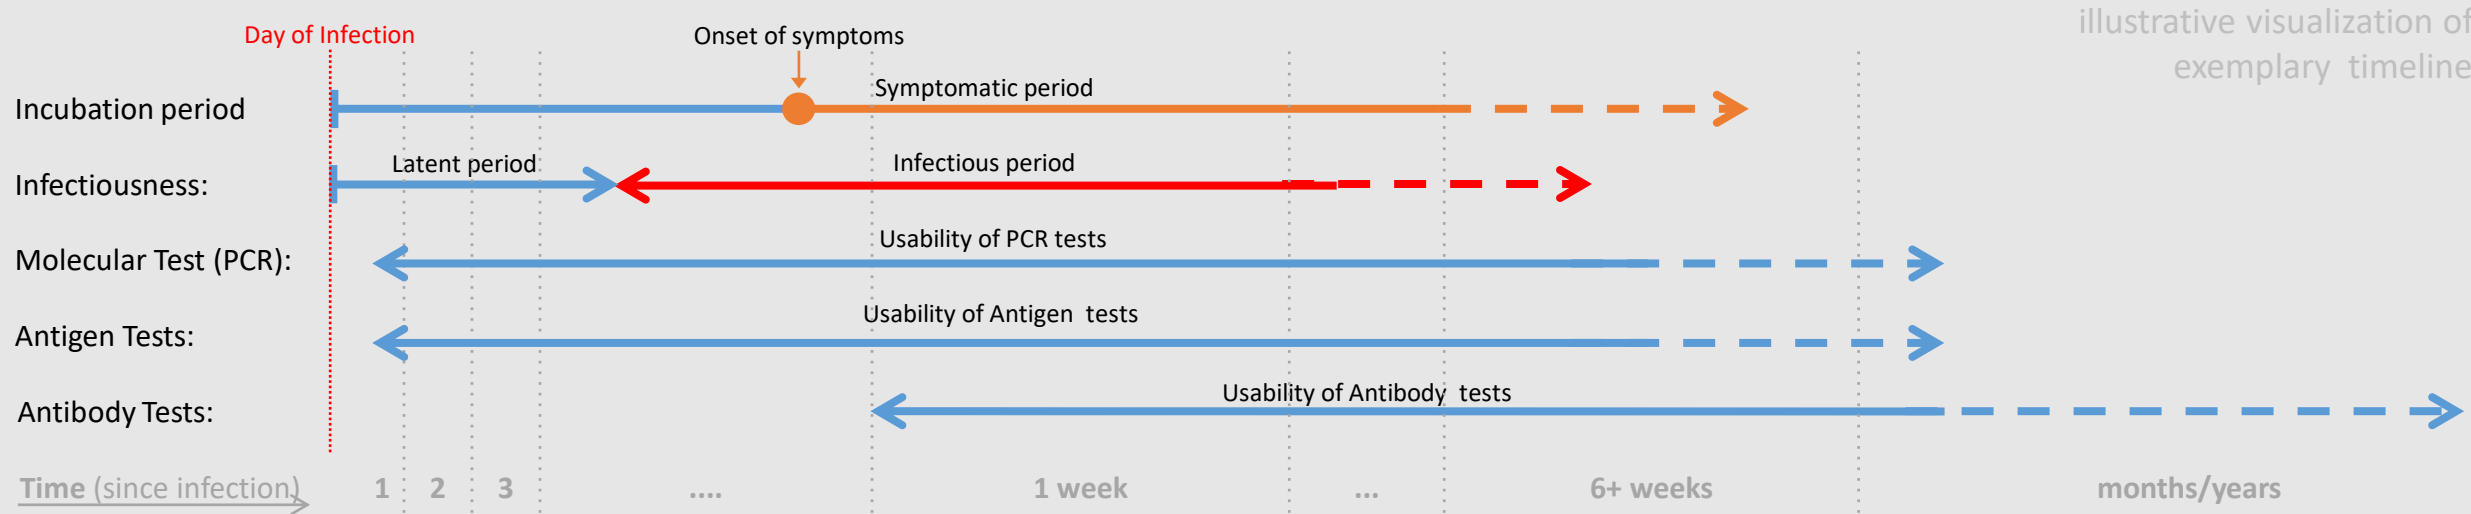 illustrative visualization of
exemplary timeline
Day of Infection
Onset of symptoms
Incubation period
Symptomatic period
Infectiousness:
Latent period
Infectious period
Molecular Test (PCR):
Usability of PCR tests
Antigen Tests:
Usability of Antigen tests
Antibody Tests:
Usability of Antibody tests
Time (since infection) 1 2 3 .... 1 week ... 6+ weeks months/years